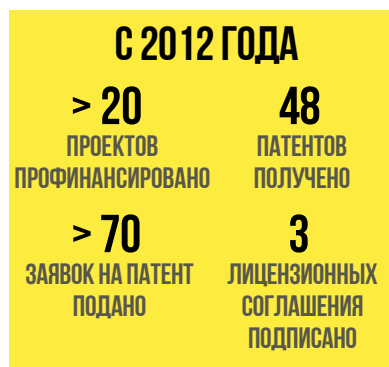 С 2012 ГОДА
> 20
ПРОЕКТОВ
ПРОФИНАНСИРОВАНО
48
ПАТЕНТОВ
ПОЛУЧЕНО
> 70
ЗАЯВОК НА ПАТЕНТ
ПОДАНО
3
ЛИЦЕНЗИОННЫХ
СОГЛАШЕНИЯ
ПОДПИСАНО